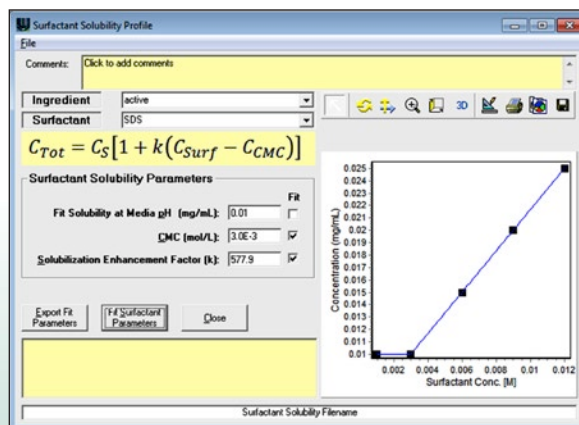 Surfactant Solubility Profile
File
Comments: Click to add comments
Ingredient active
Surfactant SDS
C_Tot = C_S[1 + k(C_Surf − C_CMC)]
Surfactant Solubility Parameters
Fit
Fit Solubility at Media pH (mg/mL): 0.01
CMC (mol/L): 3.0E-3
Solubilization Enhancement Factor (k): 577.9
Export Fit
Parameters
Fit Surfactant
Parameters
Close
3D
Concentration (mg/mL)
0.025
0.024
0.023
0.022
0.021
0.02
0.019
0.018
0.017
0.016
0.015
0.014
0.013
0.012
0.011
0.01
0.002 0.004 0.006 0.008 0.01 0.012
Surfactant Conc. [M]
Surfactant Solubility Filename